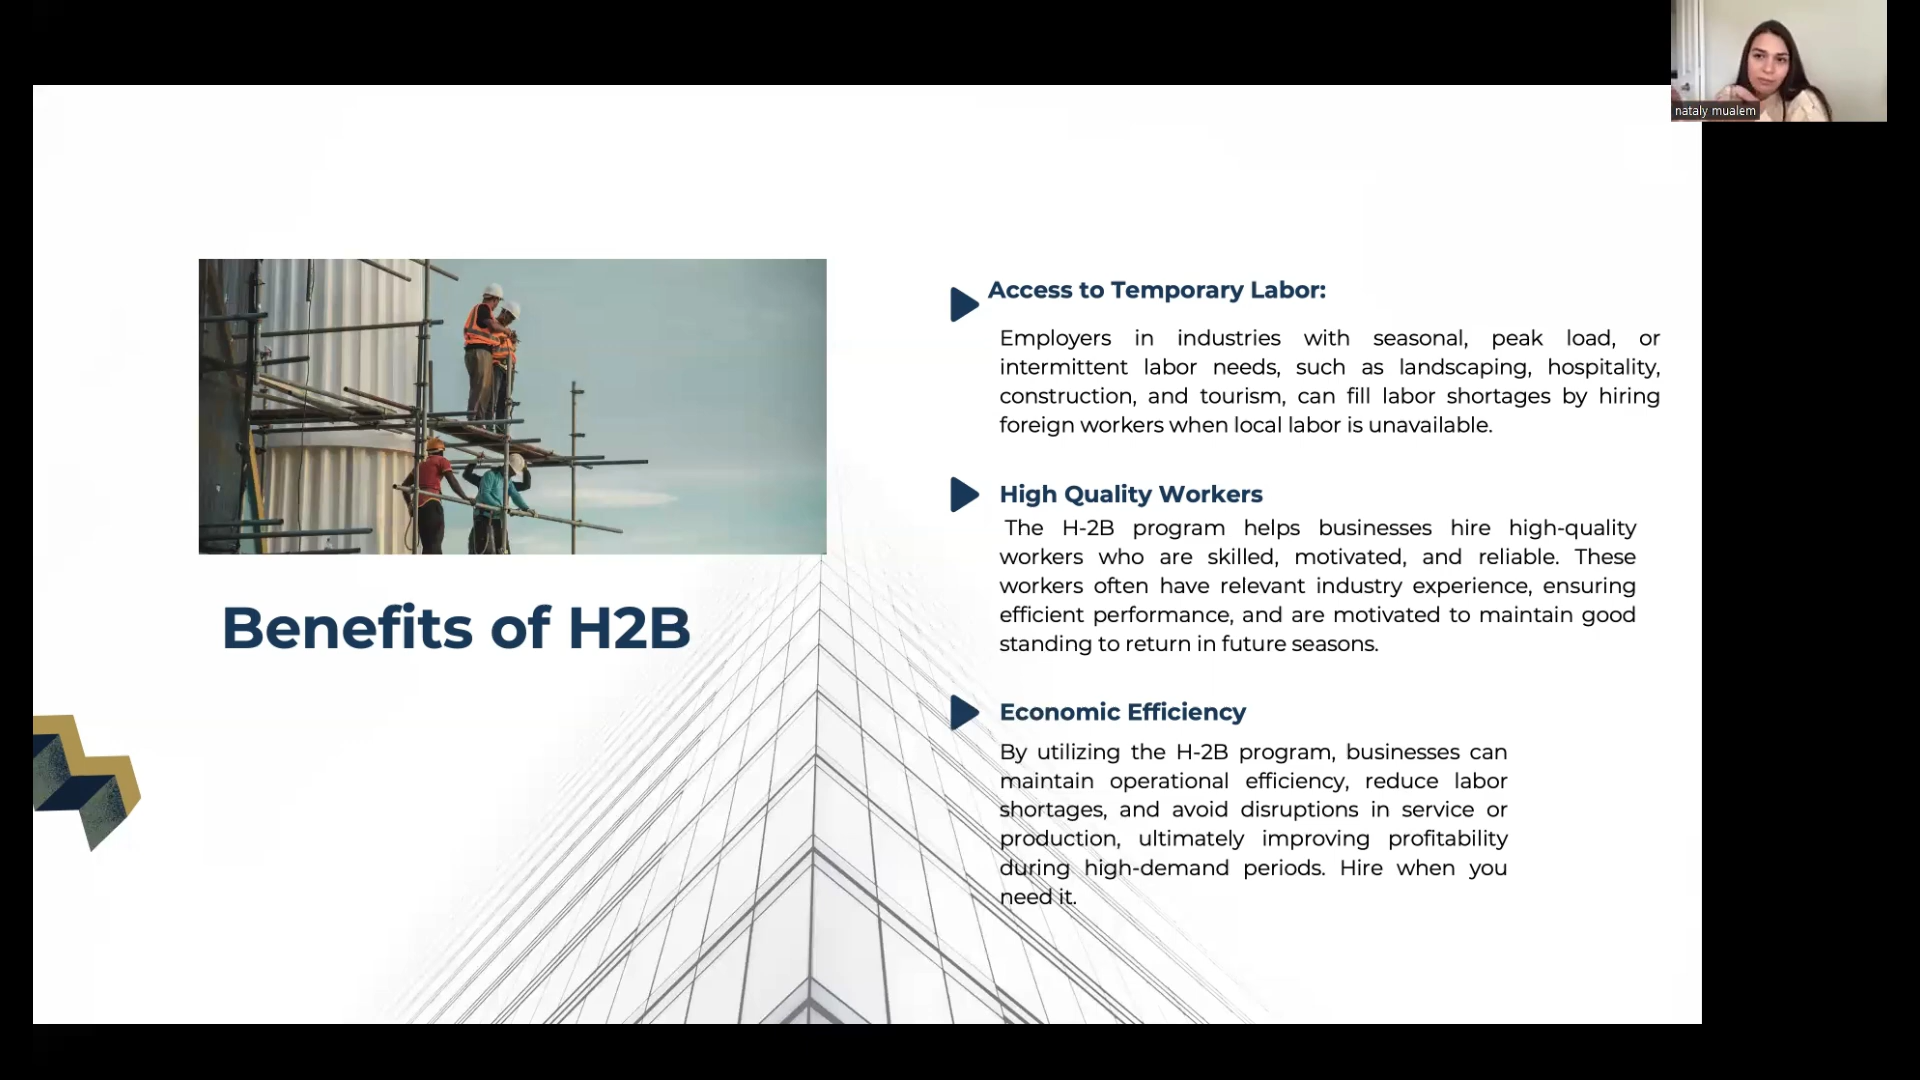 nataly mualem
Benefits of H2B
Access to Temporary Labor:
Employers in industries with seasonal, peak load, or
intermittent labor needs, such as landscaping, hospitality,
construction, and tourism, can fill labor shortages by hiring
foreign workers when local labor is unavailable.
High Quality Workers
The H-2B program helps businesses hire high-quality
workers who are skilled, motivated, and reliable. These
workers often have relevant industry experience, ensuring
efficient performance, and are motivated to maintain good
standing to return in future seasons.
Economic Efficiency
By utilizing the H-2B program, businesses can
maintain operational efficiency, reduce labor
shortages, and avoid disruptions in service or
production, ultimately improving profitability
during high-demand periods. Hire when you
need it.